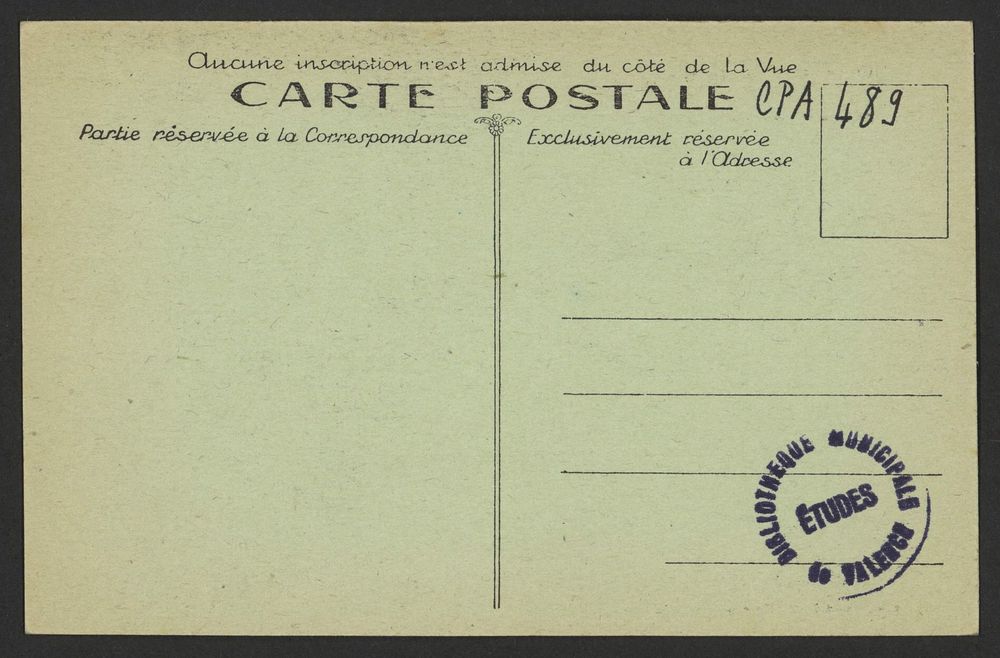 Aucune inscription n'est admise du côté de la Vue
CARTE POSTALE
CPA 489
Partie réservée à la Correspondance
Exclusivement réservée
à l'Adresse
BIBLIOTHEQUE MUNICIPALE
de VALENCE
ÉTUDES